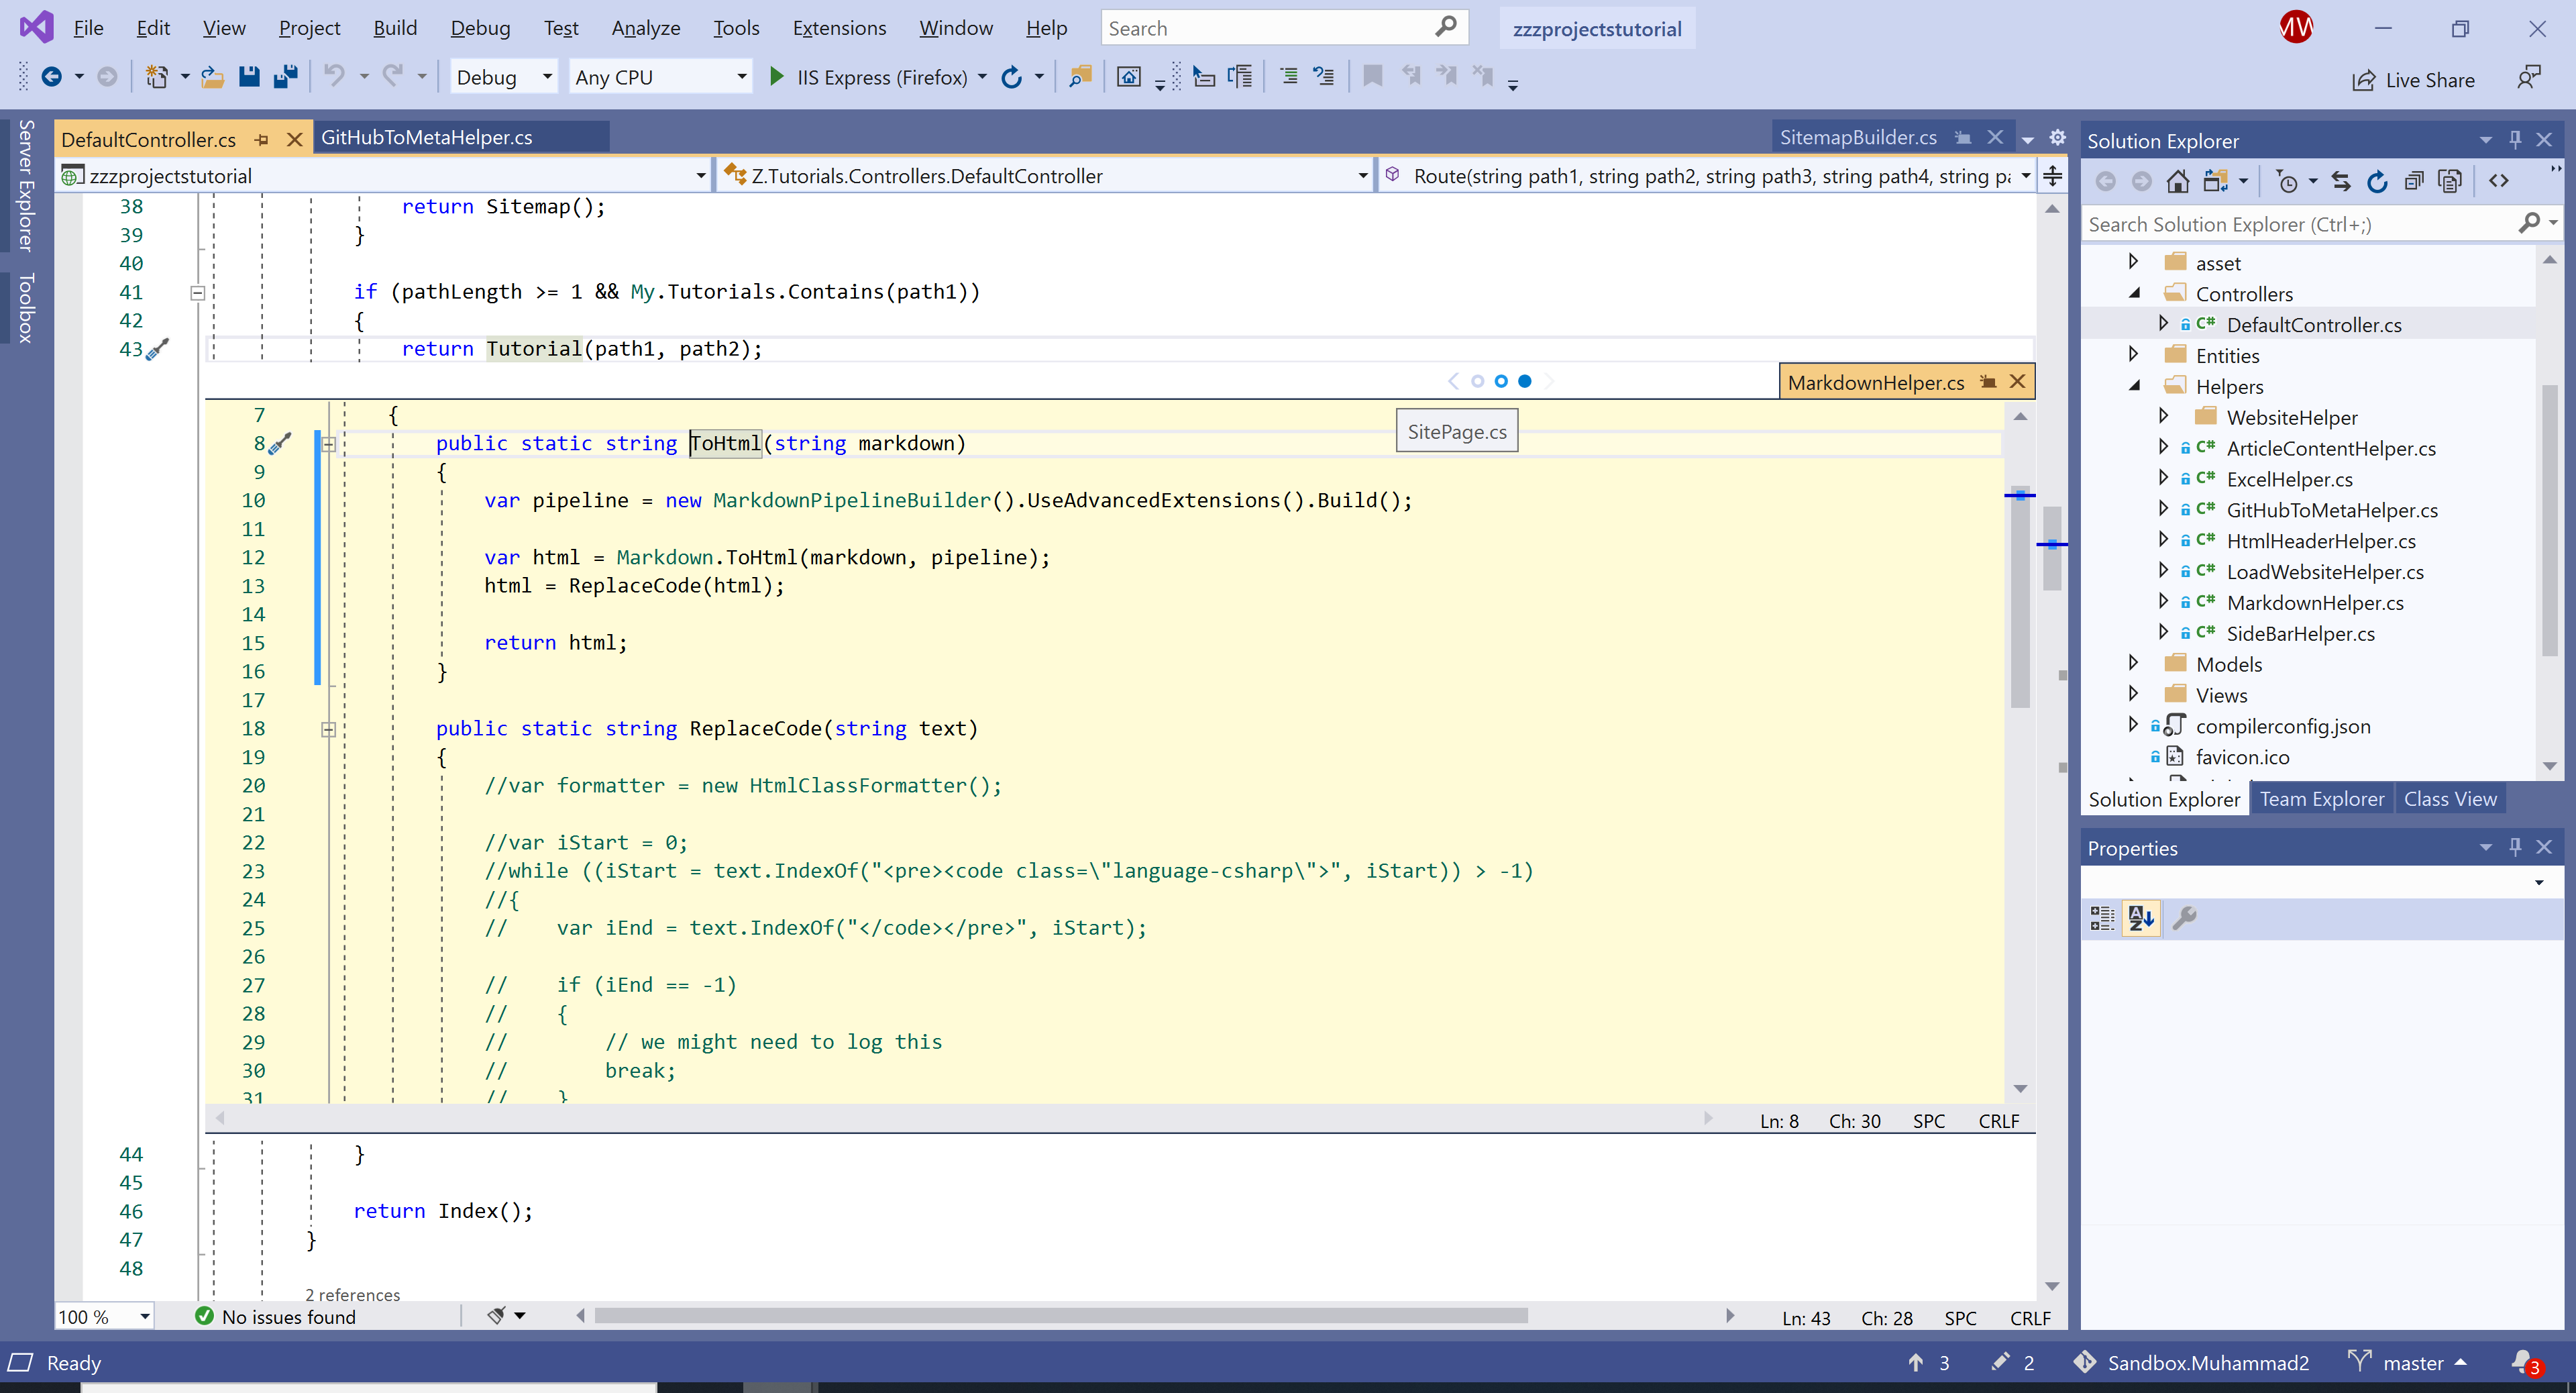 File Edit View Project Build Debug Test Analyze Tools Extensions Window Help Search zzzprojectstutorial MW
Debug Any CPU IIS Express (Firefox) Live Share
Server Explorer
Toolbox
DefaultController.cs GitHubToMetaHelper.cs SitemapBuilder.cs
zzzprojectstutorial Z.Tutorials.Controllers.DefaultController Route(string path1, string path2, string path3, string path4, string pa
38 return Sitemap();
39 }
40
41 if (pathLength >= 1 && My.Tutorials.Contains(path1))
42 {
43 return Tutorial(path1, path2);
MarkdownHelper.cs
SitePage.cs
7 {
8 public static string ToHtml(string markdown)
9 {
10 var pipeline = new MarkdownPipelineBuilder().UseAdvancedExtensions().Build();
11
12 var html = Markdown.ToHtml(markdown, pipeline);
13 html = ReplaceCode(html);
14
15 return html;
16 }
17
18 public static string ReplaceCode(string text)
19 {
20 //var formatter = new HtmlClassFormatter();
21
22 //var iStart = 0;
23 //while ((iStart = text.IndexOf("<pre><code class=\"language-csharp\">", iStart)) > -1)
24 //{
25 // var iEnd = text.IndexOf("</code></pre>", iStart);
26
27 // if (iEnd == -1)
28 // {
29 // // we might need to log this
30 // break;
31 // }
Ln: 8 Ch: 30 SPC CRLF
44 }
45
46 return Index();
47 }
48
2 references
100 % No issues found Ln: 43 Ch: 28 SPC CRLF
Solution Explorer
Search Solution Explorer (Ctrl+;)
asset
Controllers
C# DefaultController.cs
Entities
Helpers
WebsiteHelper
C# ArticleContentHelper.cs
C# ExcelHelper.cs
C# GitHubToMetaHelper.cs
C# HtmlHeaderHelper.cs
C# LoadWebsiteHelper.cs
C# MarkdownHelper.cs
C# SideBarHelper.cs
Models
Views
compilerconfig.json
favicon.ico
Solution Explorer Team Explorer Class View
Properties
Ready 3 2 Sandbox.Muhammad2 master 3